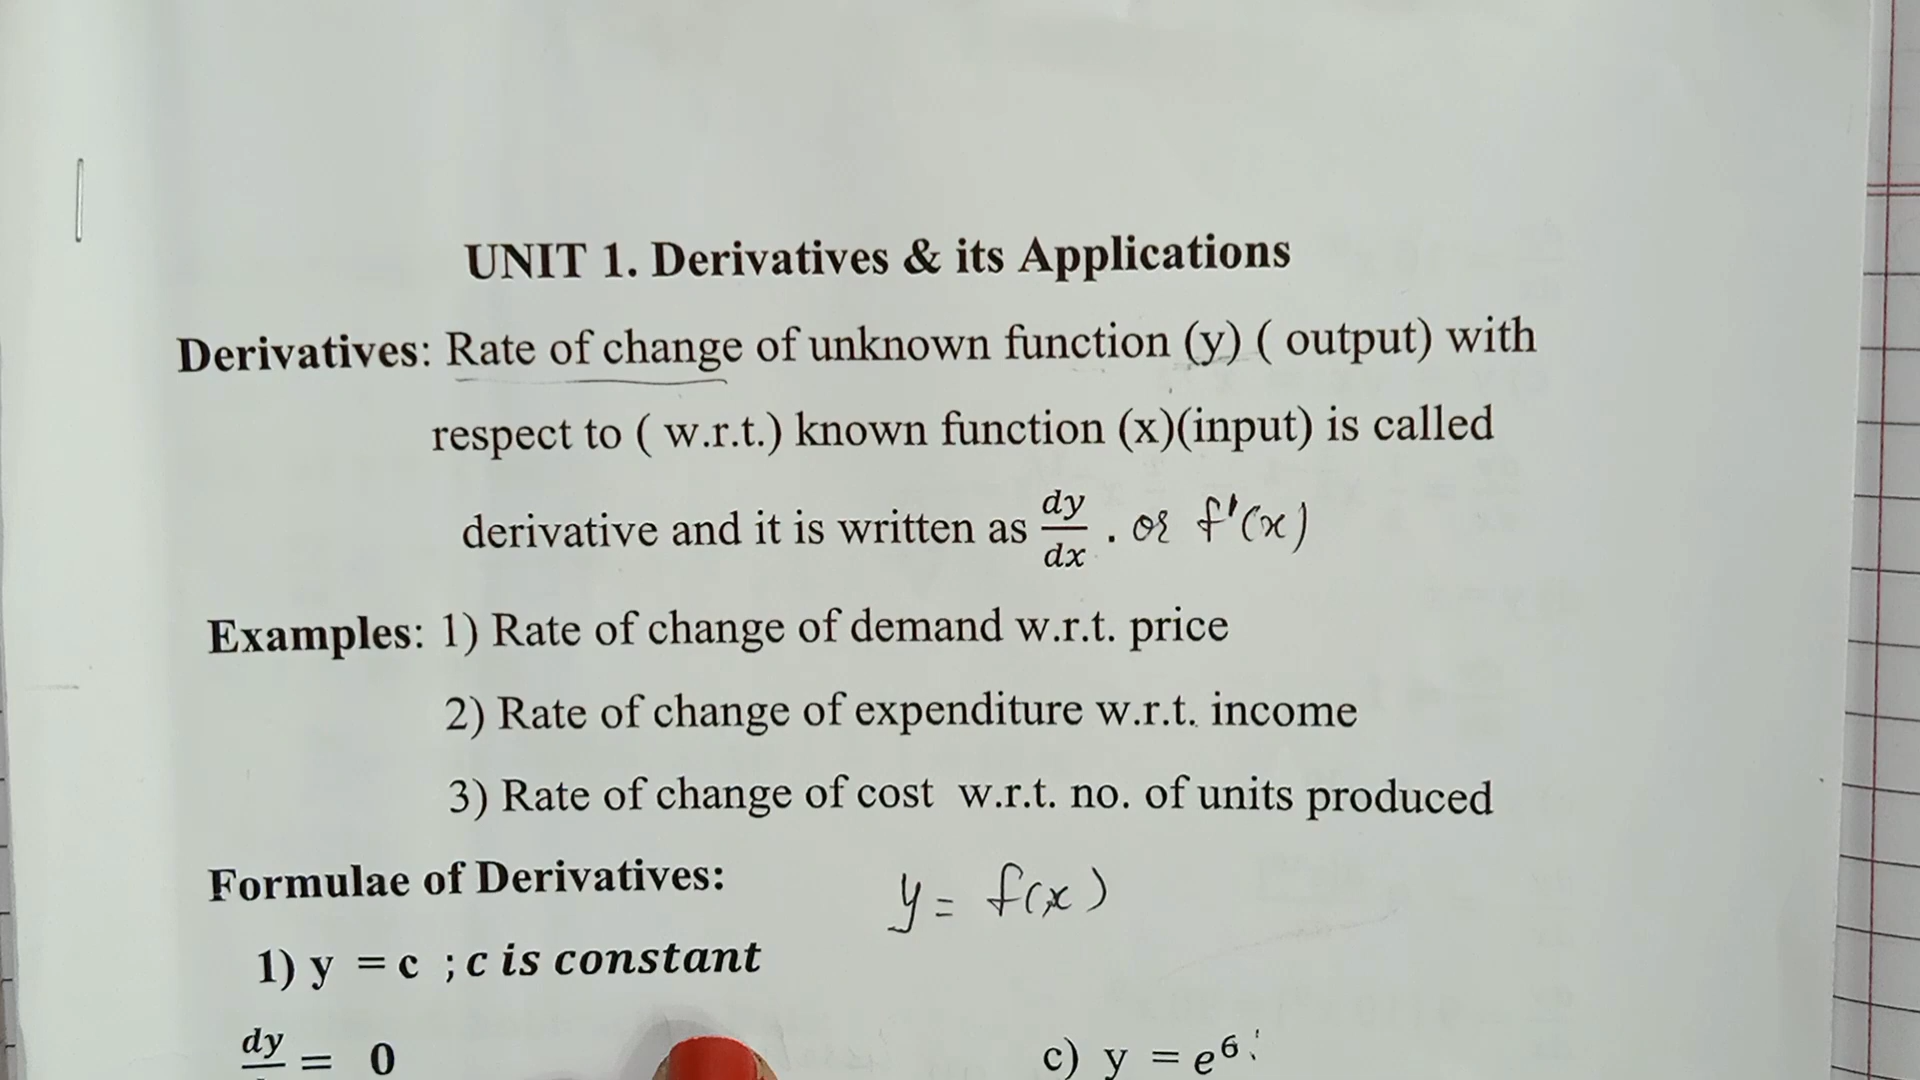 UNIT 1. Derivatives & its Applications
Derivatives: Rate of change of unknown function (y) ( output) with
respect to ( w.r.t.) known function (x)(input) is called
derivative and it is written as dy/dx . or f'(x)
Examples: 1) Rate of change of demand w.r.t. price
2) Rate of change of expenditure w.r.t. income
3) Rate of change of cost w.r.t. no. of units produced
Formulae of Derivatives: y = f(x)
1) y = c ; c is constant
dy = 0
c) y = e^6